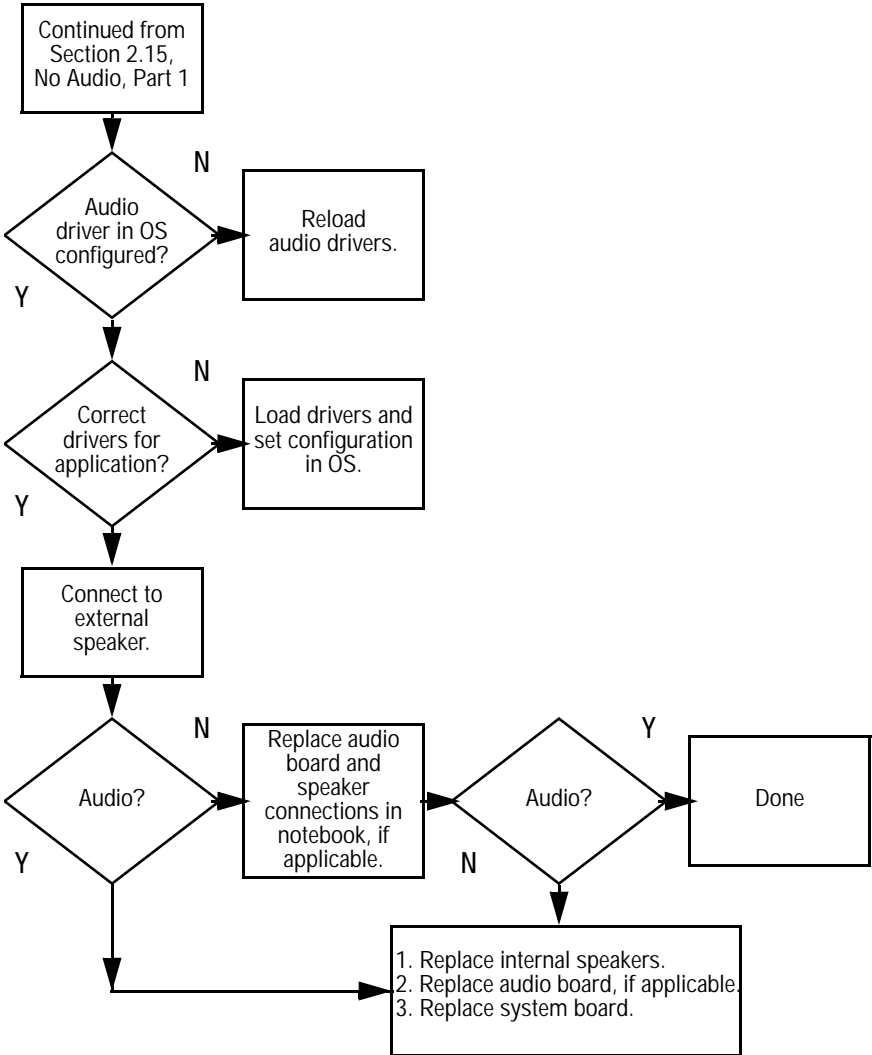 Continued from
Section 2.15,
No Audio, Part 1
N
Audio
driver in OS
configured?
Reload
audio drivers.
Y
N
Correct
drivers for
application?
Load drivers and
set configuration
in OS.
Y
Connect to
external
speaker.
N
Audio?
Replace audio
board and
speaker
connections in
notebook, if
applicable.
Y
Audio?
Y
Done
N
1. Replace internal speakers.
2. Replace audio board, if applicable.
3. Replace system board.